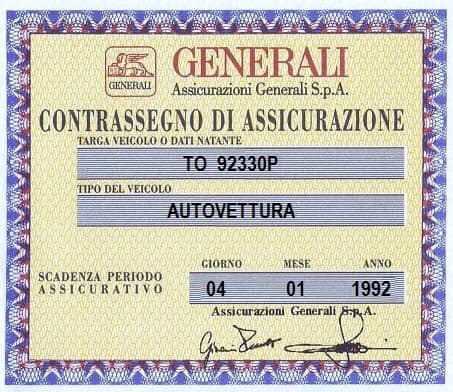 GENERALI
GENERALI
Assicurazioni Generali S.p.A.
CONTRASSEGNO DI ASSICURAZIONE
TARGA VEICOLO O DATI NATANTE
TO 92330P
TIPO DEL VEICOLO
AUTOVETTURA
GIORNO MESE ANNO
SCADENZA PERIODO
ASSICURATIVO
04 01 1992
Assicurazioni Generali S.p.A.